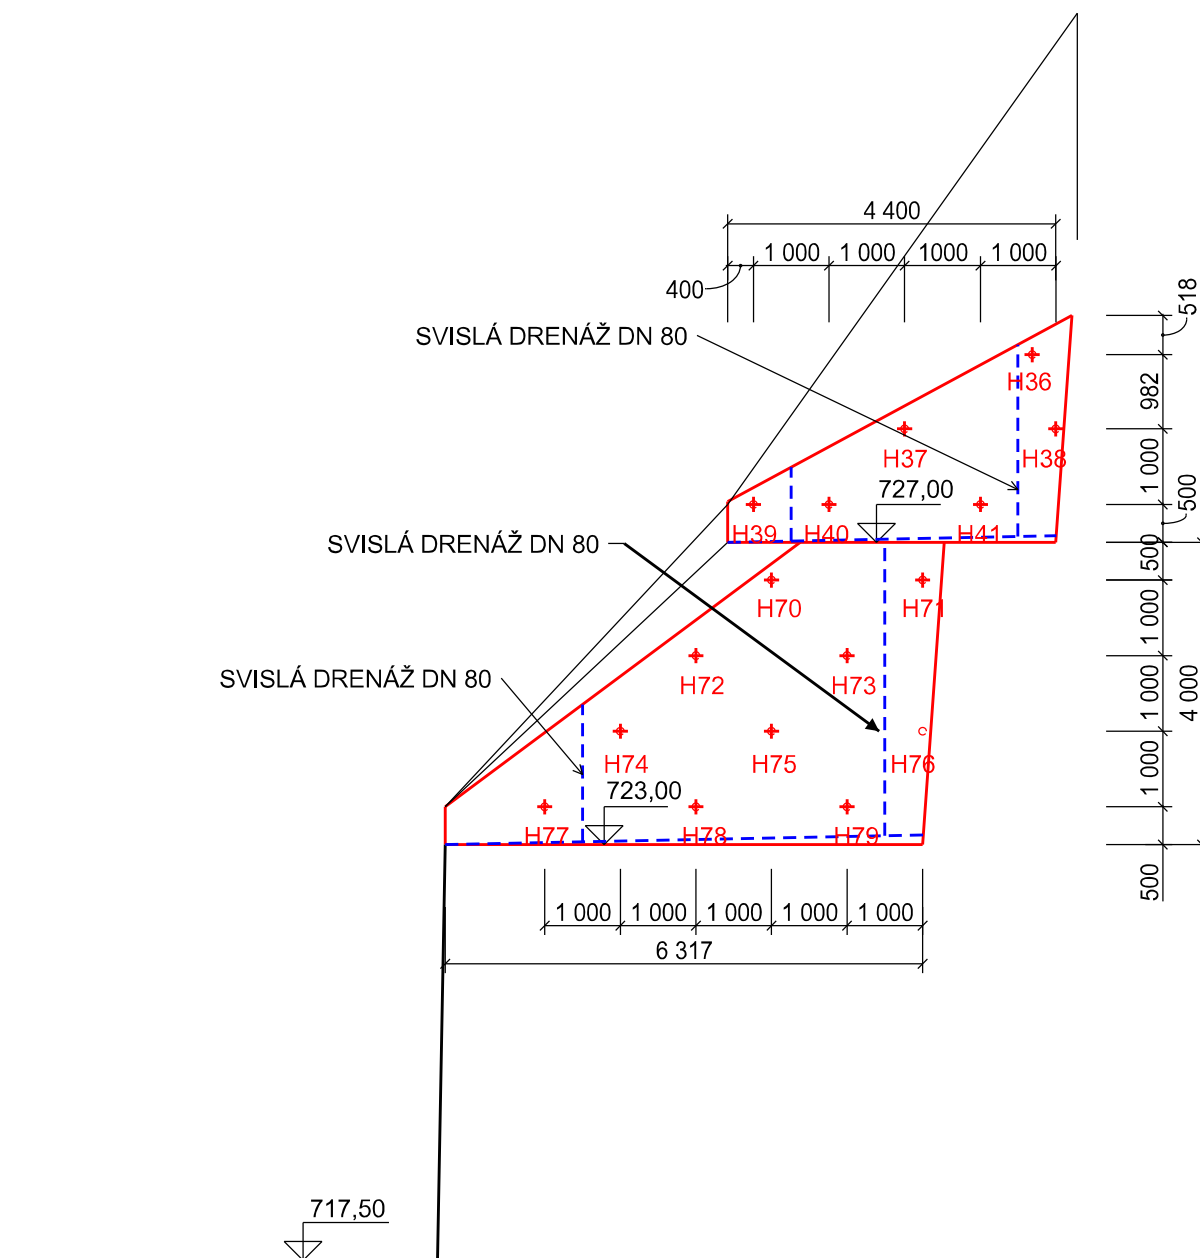 4 400
1 000
1 000
1000
1 000
400
518
SVISLÁ DRENÁŽ DN 80
H36
982
H37
H38
1 000
727,00
500
H39
H40
H41
SVISLÁ DRENÁŽ DN 80
500
H70
H71
1 000
H72
H73
SVISLÁ DRENÁŽ DN 80
1 000
4 000
H74
H75
H76
723,00
1 000
H77
H78
H79
500
1 000
1 000
1 000
1 000
1 000
6 317
717,50